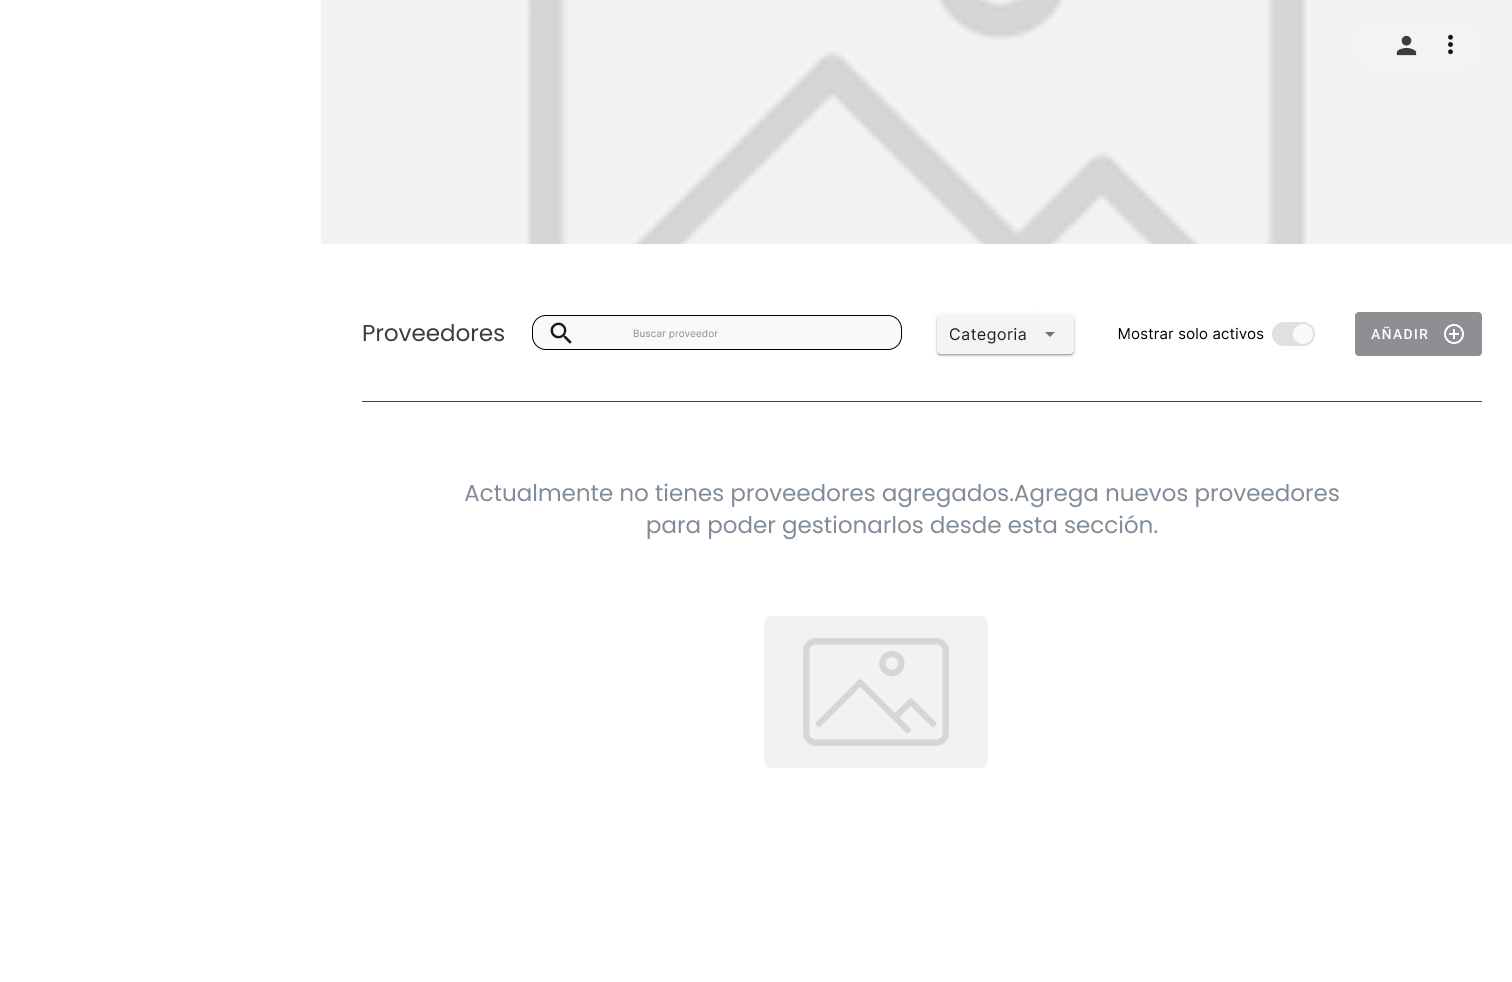 Proveedores
Buscar proveedor
Categoria
Mostrar solo activos
AÑADIR
Actualmente no tienes proveedores agregados.Agrega nuevos proveedores
para poder gestionarlos desde esta sección.